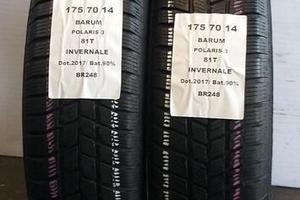 175 70 14
BARUM
POLARIS 3
81T
INVERNALE
Dot.2017/ Bat.90%
BR248
175 70 14
BARUM
POLARIS 3
81T
INVERNALE
Dot.2017/ Bat.90%
BR248